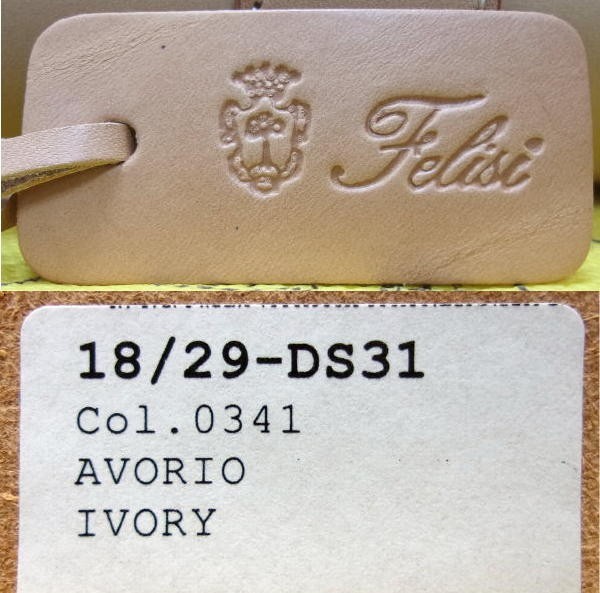 Felisi
18/29-DS31
Col.0341
AVORIO
IVORY